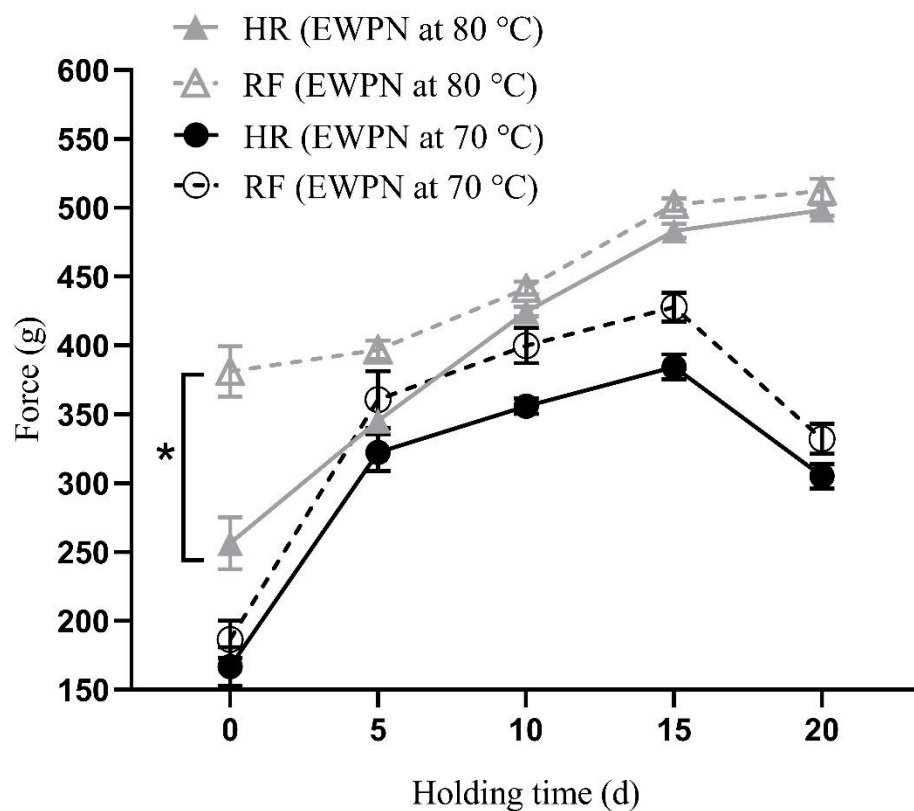 HR (EWPN at 80 °C)
RF (EWPN at 80 °C)
HR (EWPN at 70 °C)
RF (EWPN at 70 °C)
600
550
500
450
400
350
300
250
200
150
Force (g)
*
0 5 10 15 20
Holding time (d)